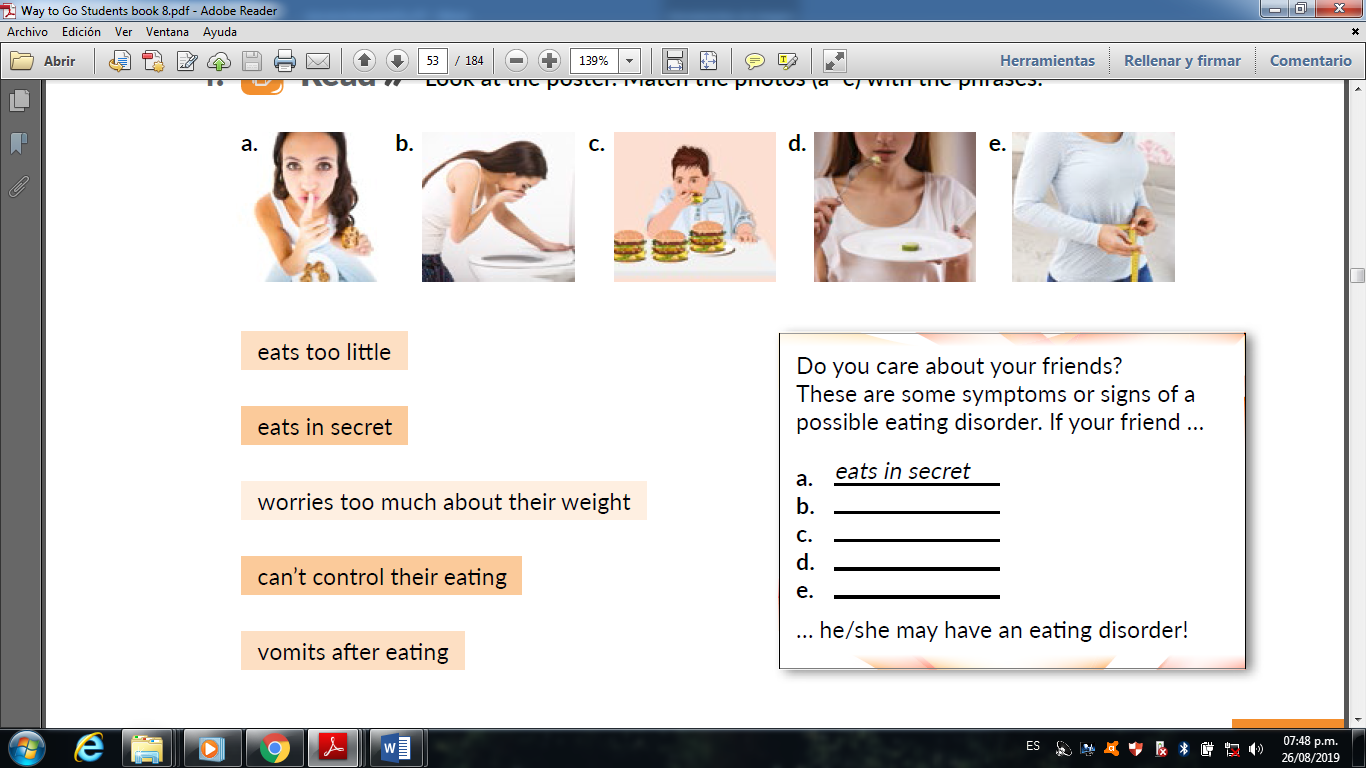 Way to Go Students book 8.pdf - Adobe Reader
Archivo Edición Ver Ventana Ayuda
Abrir 53 / 184 139% Herramientas Rellenar y firmar Comentario
1. Read Look at the poster. Match the photos (a–e) with the phrases.
a. b. c. d. e.
eats too little
eats in secret
worries too much about their weight
can't control their eating
vomits after eating
Do you care about your friends?
These are some symptoms or signs of a
possible eating disorder. If your friend ...
a. eats in secret
b.
c.
d.
e.
... he/she may have an eating disorder!
ES 07:48 p.m.
26/08/2019